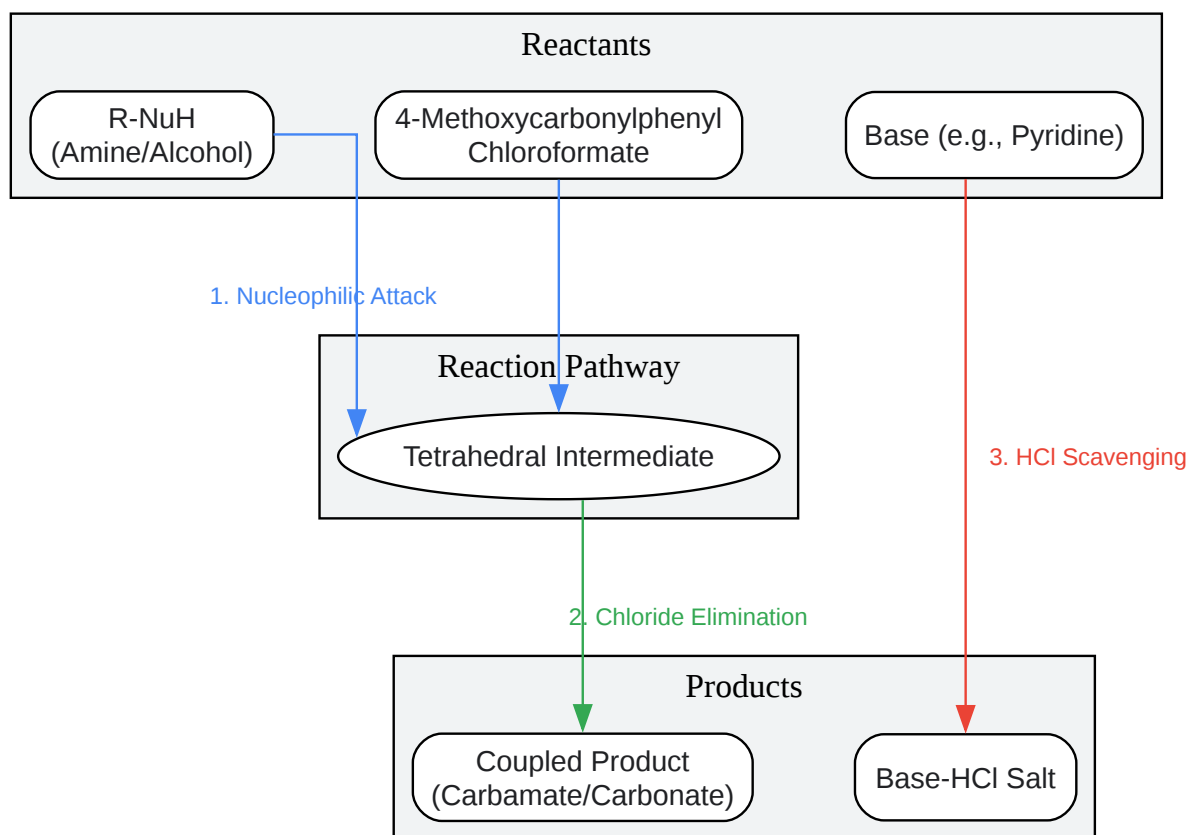 Reactants
R-NuH
(Amine/Alcohol)
4-Methoxycarbonylphenyl
Chloroformate
Base (e.g., Pyridine)
1. Nucleophilic Attack
Reaction Pathway
Tetrahedral Intermediate
3. HCl Scavenging
2. Chloride Elimination
Products
Coupled Product
(Carbamate/Carbonate)
Base-HCl Salt